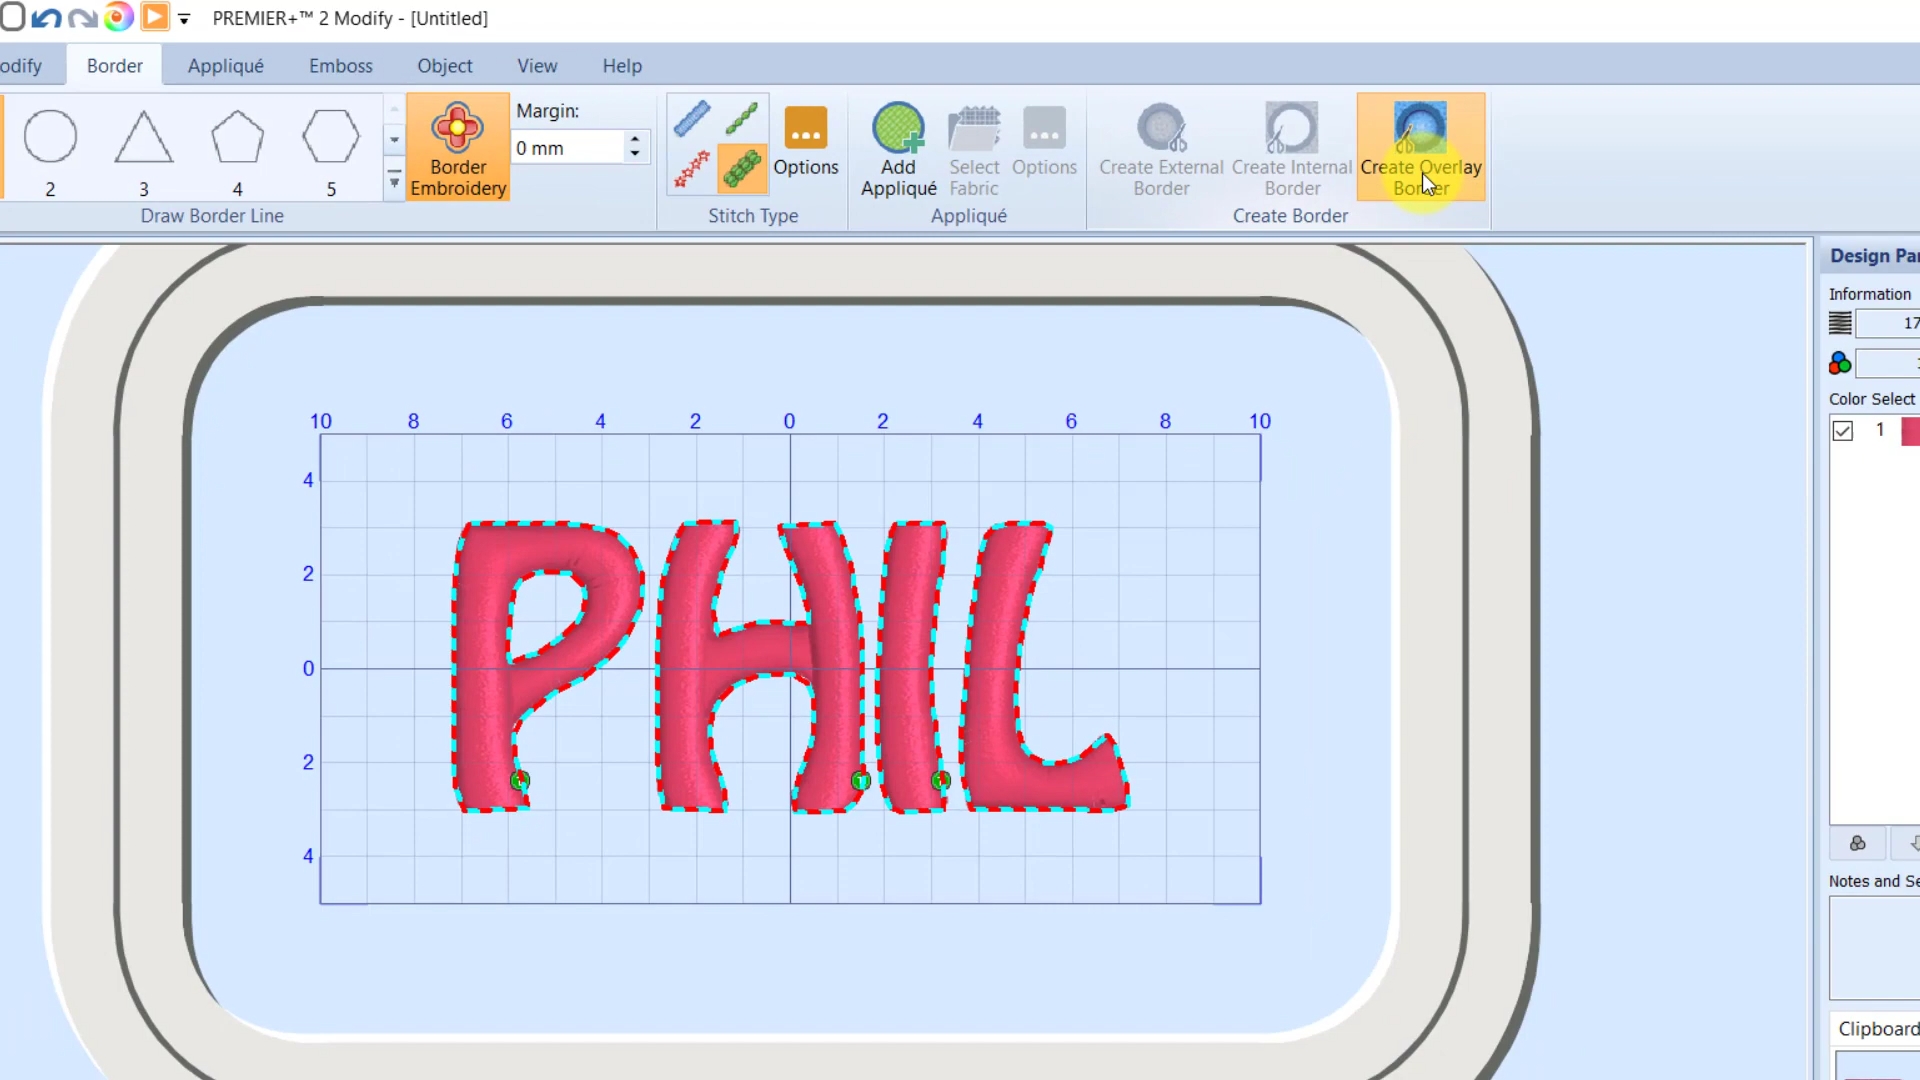 PREMIER+™ 2 Modify - [Untitled]
odify Border Appliqué Emboss Object View Help
2 3 4 5
Border Embroidery
Margin:
0 mm
Options
Add Appliqué
Select Fabric
Options
Create External Border
Create Internal Border
Create Overlay Border
Draw Border Line
Stitch Type
Appliqué
Create Border
Design Pa
Information
17
Color Select
1
10 8 6 4 2 0 2 4 6 8 10
4
2
0
2
4
PHIL
Notes and Se
Clipboard